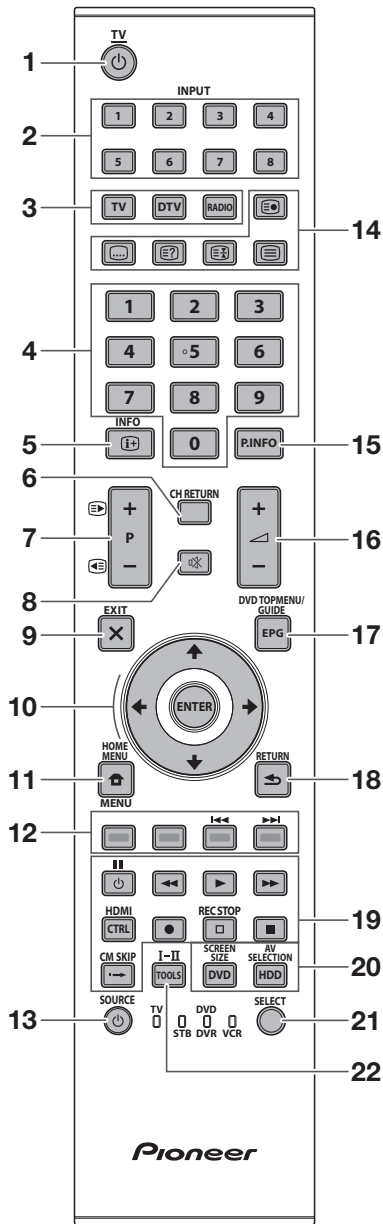 TV
1
INPUT
2
1 2 3 4
5 6 7 8
3
TV DTV RADIO
14
4
1 2 3
4 5 6
7 8 9
INFO
5
i+
0
P.INFO
15
6
CH RETURN
7
+ P −
+ −
16
8
EXIT
9
DVD TOPMENU/
GUIDE
EPG
17
10
ENTER
HOME
MENU
11
MENU
RETURN
18
12
HDMI
CTRL
REC STOP
19
CM SKIP
I-II
TOOLS
SCREEN
SIZE
DVD
AV
SELECTION
HDD
20
SOURCE
13
TV
STB
DVD
DVR
VCR
SELECT
21
22
Pioneer